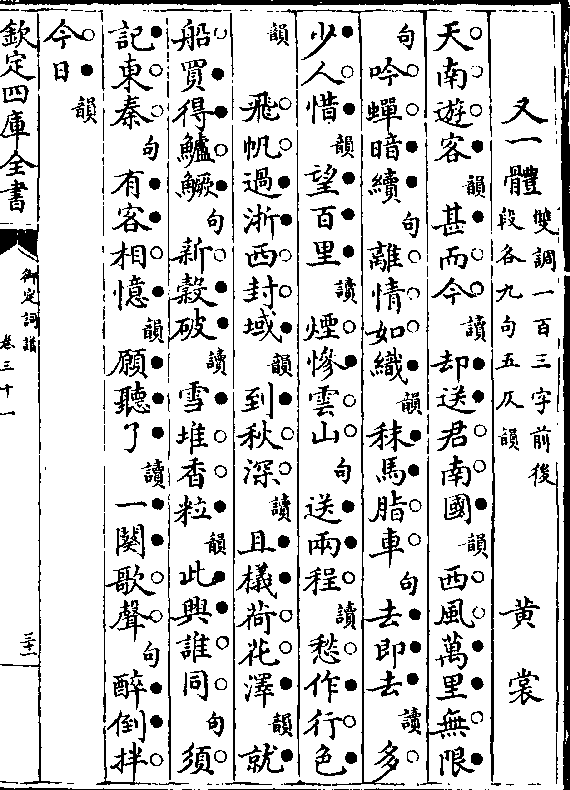 又一體 雙調一百三字前後
段各九句五仄韻 黃裳
天南遊客韻甚而今讀却送君南國韻西風萬里無限
句吟蟬暗續句離情如織韻秣馬脂車句去即去讀多
少人惜韻望百里讀煙慘雲山句送兩程讀愁作行色
韻飛帆過浙西封域韻到秋深讀且檥荷花澤韻就
船買得鱸鱖句新穀破讀雪堆香粒韻此興誰同句須
記東秦句有客相憶韻願聽了讀一闋歌聲句醉倒拌
今日韻
欽定四庫全書
御定詞譜
卷三十一